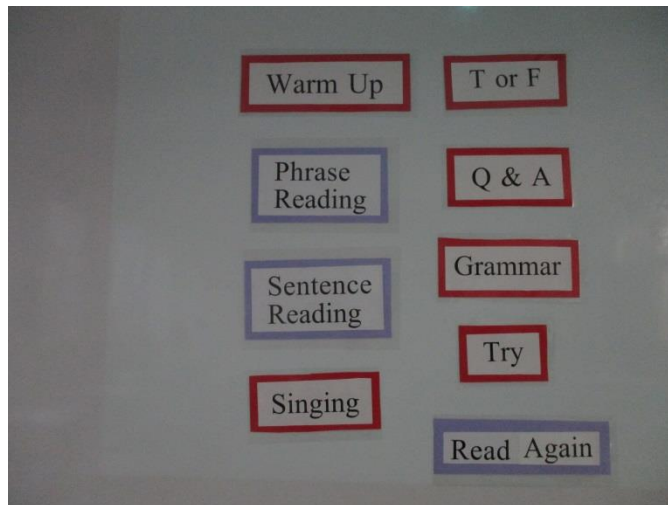 Warm Up
Phrase
Reading
Sentence
Reading
Singing
T or F
Q & A
Grammar
Try
Read Again